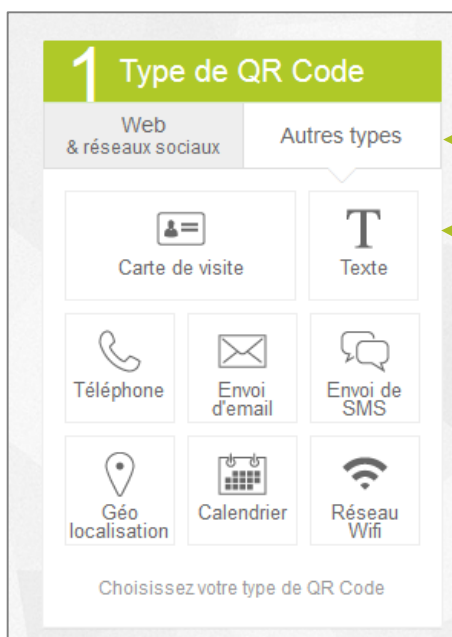 1 Type de QR Code
Web
& réseaux sociaux
Autres types
Carte de visite
T
Texte
Téléphone
Envoi
d'email
Envoi de
SMS
Géo
localisation
Calendrier
Réseau
Wifi
Choisissez votre type de QR Code